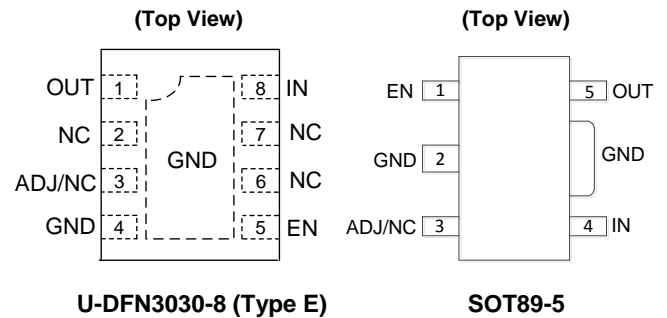 (Top View)
OUT 1 8 IN
NC 2 7 NC
ADJ/NC 3 6 NC
GND 4 5 EN
GND
U-DFN3030-8 (Type E)
(Top View)
EN 1 5 OUT
GND 2 GND
ADJ/NC 3 4 IN
SOT89-5